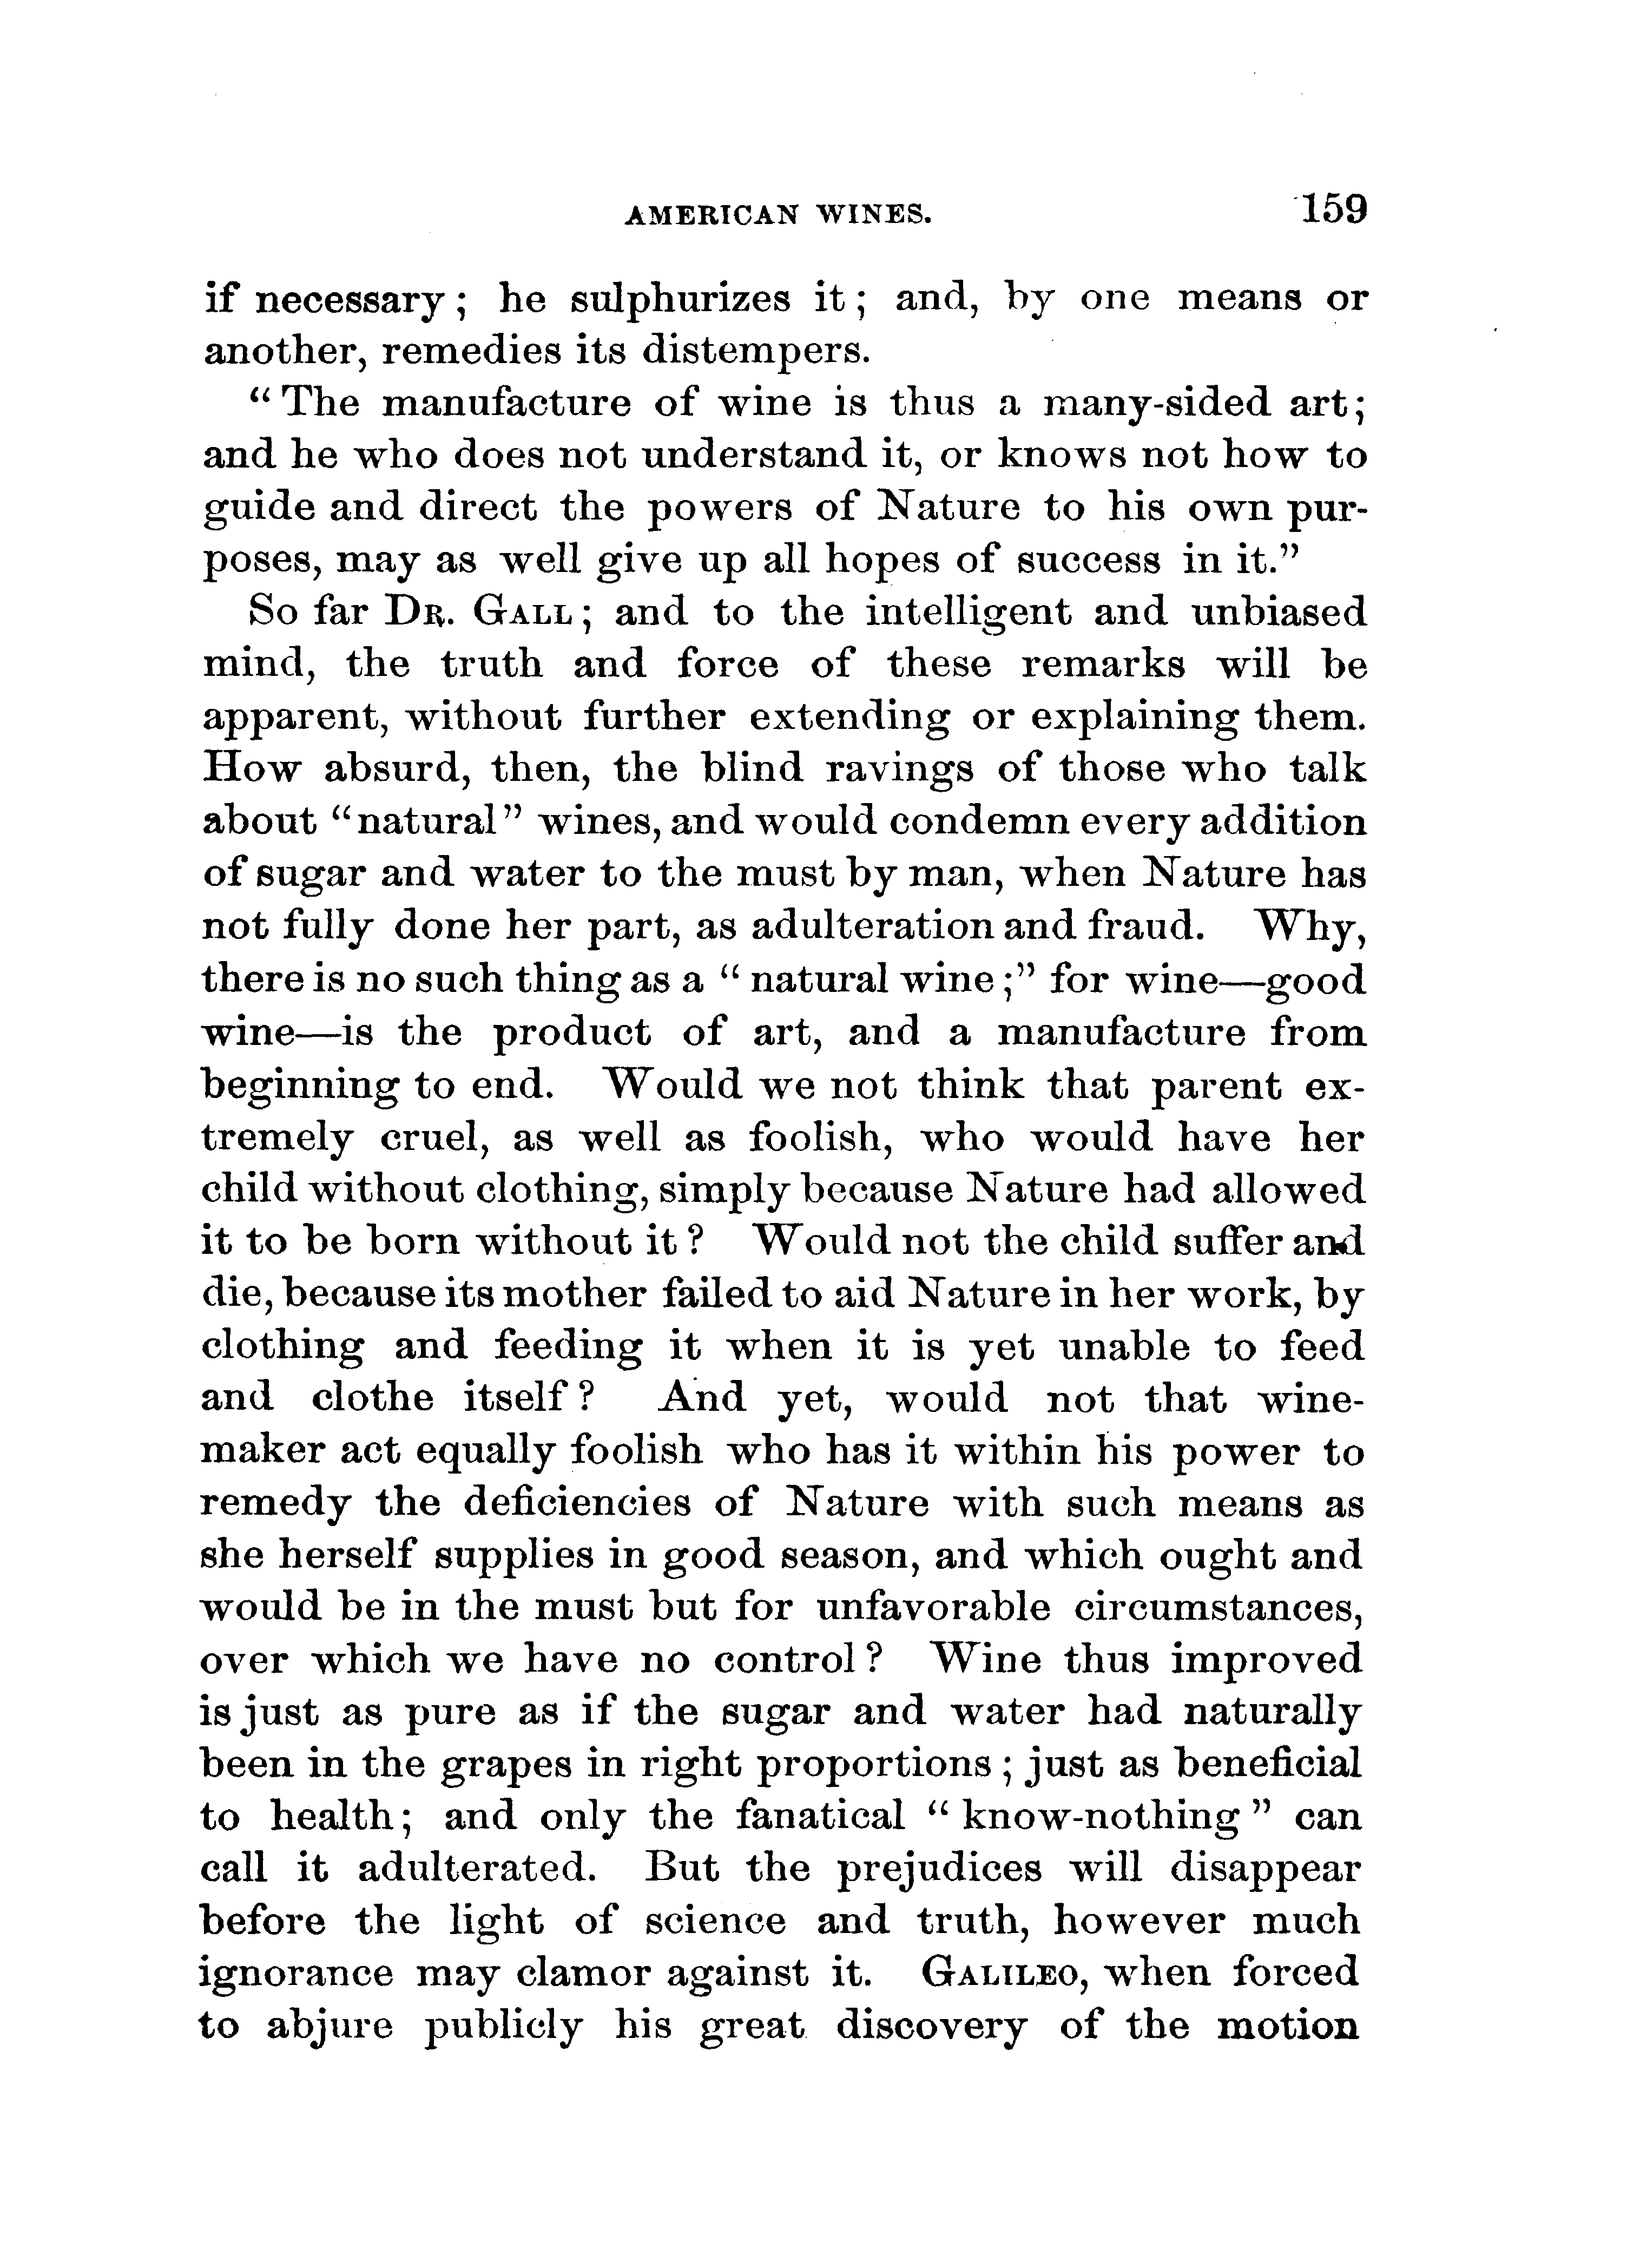 AMERICAN WINES. 159
if necessary; he sulphurizes it; and, by one means or
another, remedies its distempers.
"The manufacture of wine is thus a many-sided art;
and he who does not understand it, or knows not how to
guide and direct the powers of Nature to his own pur-
poses, may as well give up all hopes of success in it."
So far DR. GALL; and to the intelligent and unbiased
mind, the truth and force of these remarks will be
apparent, without further extending or explaining them.
How absurd, then, the blind ravings of those who talk
about "natural" wines, and would condemn every addition
of sugar and water to the must by man, when Nature has
not fully done her part, as adulteration and fraud. Why,
there is no such thing as a "natural wine;" for wine—good
wine—is the product of art, and a manufacture from
beginning to end. Would we not think that parent ex-
tremely cruel, as well as foolish, who would have her
child without clothing, simply because Nature had allowed
it to be born without it? Would not the child suffer and
die, because its mother failed to aid Nature in her work, by
clothing and feeding it when it is yet unable to feed
and clothe itself? And yet, would not that wine-
maker act equally foolish who has it within his power to
remedy the deficiencies of Nature with such means as
she herself supplies in good season, and which ought and
would be in the must but for unfavorable circumstances,
over which we have no control? Wine thus improved
is just as pure as if the sugar and water had naturally
been in the grapes in right proportions; just as beneficial
to health; and only the fanatical "know-nothing" can
call it adulterated. But the prejudices will disappear
before the light of science and truth, however much
ignorance may clamor against it. GALILEO, when forced
to abjure publicly his great discovery of the motion